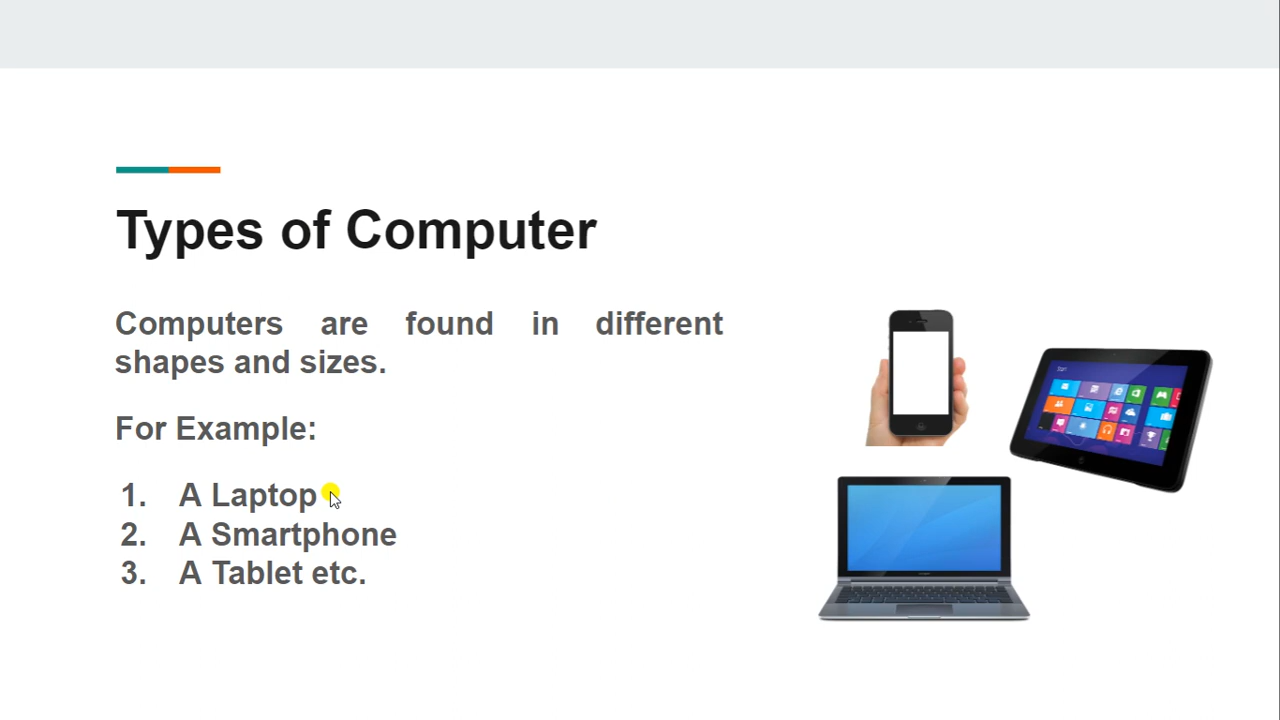 Types of Computer
Computers are found in different
shapes and sizes.
For Example:
1. A Laptop
2. A Smartphone
3. A Tablet etc.
Start